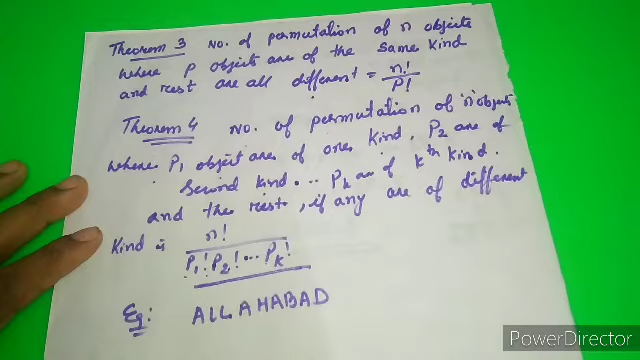 Theorem 3 No. of permutation of n objects
where p objects are of the same kind
and rest are all different = n!/p!
Theorem 4 No. of permutation of 'n' objects
where P1 object are of one kind, P2 are of
second kind ... Pk are of kth kind.
and the rest, if any are of different
kind is n!/P1! P2! ... Pk!
Eg: ALLAHABAD
PowerDirector